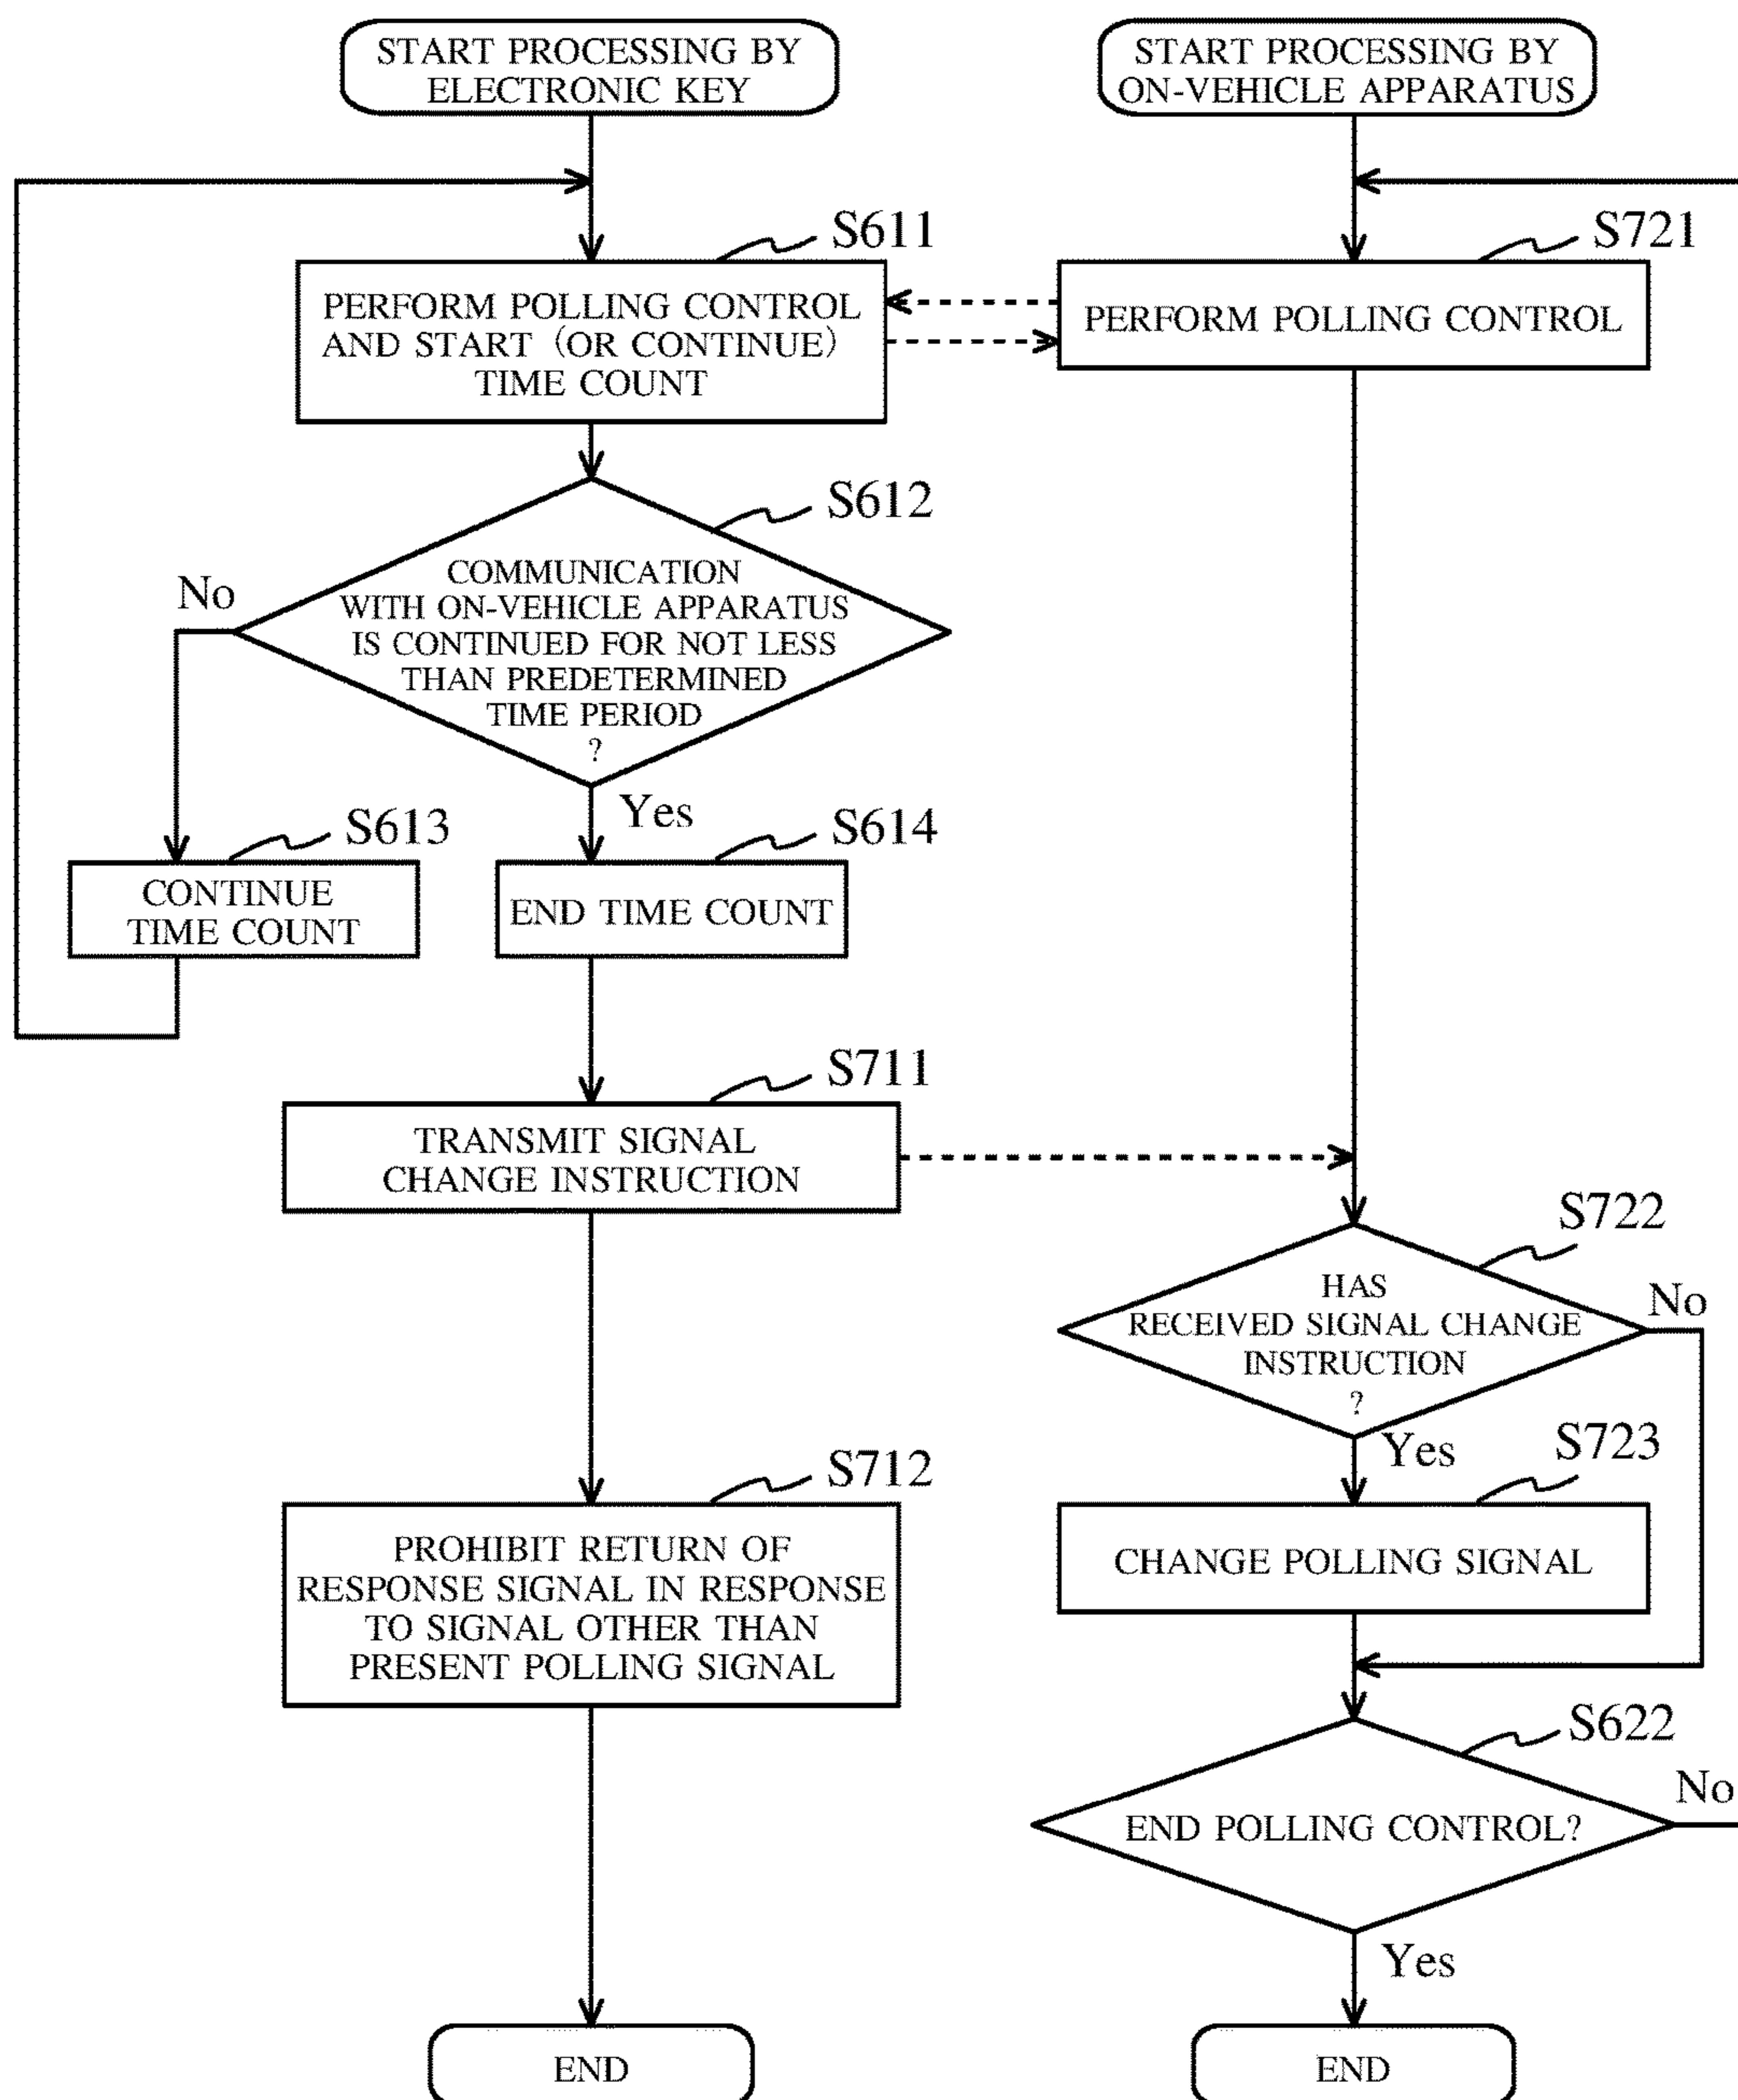 START PROCESSING BY
ELECTRONIC KEY
START PROCESSING BY
ON-VEHICLE APPARATUS
S611
PERFORM POLLING CONTROL
AND START (OR CONTINUE)
TIME COUNT
S721
PERFORM POLLING CONTROL
S612
COMMUNICATION
WITH ON-VEHICLE APPARATUS
IS CONTINUED FOR NOT LESS
THAN PREDETERMINED
TIME PERIOD
?
No
Yes
S613
CONTINUE
TIME COUNT
S614
END TIME COUNT
S711
TRANSMIT SIGNAL
CHANGE INSTRUCTION
S722
HAS
RECEIVED SIGNAL CHANGE
INSTRUCTION
?
No
Yes
S712
PROHIBIT RETURN OF
RESPONSE SIGNAL IN RESPONSE
TO SIGNAL OTHER THAN
PRESENT POLLING SIGNAL
S723
CHANGE POLLING SIGNAL
S622
END POLLING CONTROL?
No
Yes
END
END